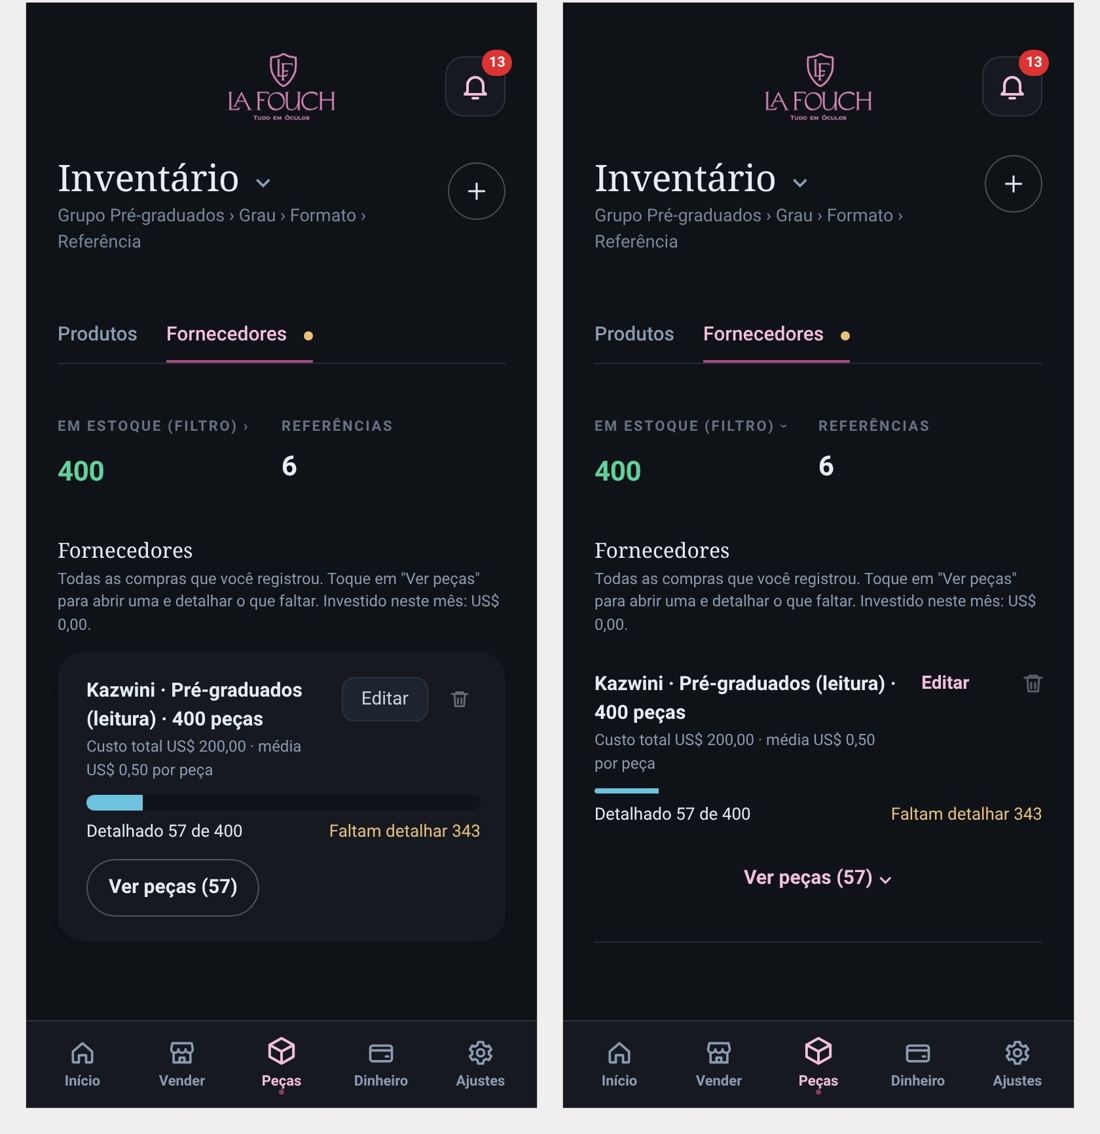 13
LF
LA FOUCH
TUDO EM ÓCULOS
Inventário
Grupo Pré-graduados › Grau › Formato ›
Referência
Produtos
Fornecedores
EM ESTOQUE (FILTRO) ›
REFERÊNCIAS
400
6
Fornecedores
Todas as compras que você registrou. Toque em "Ver peças"
para abrir uma e detalhar o que faltar. Investido neste mês: US$
0,00.
Kazwini · Pré-graduados
(leitura) · 400 peças
Editar
Custo total US$ 200,00 · média
US$ 0,50 por peça
Detalhado 57 de 400
Faltam detalhar 343
Ver peças (57)
Início
Vender
Peças
Dinheiro
Ajustes
13
LF
LA FOUCH
TUDO EM ÓCULOS
Inventário
Grupo Pré-graduados › Grau › Formato ›
Referência
Produtos
Fornecedores
EM ESTOQUE (FILTRO)
REFERÊNCIAS
400
6
Fornecedores
Todas as compras que você registrou. Toque em "Ver peças"
para abrir uma e detalhar o que faltar. Investido neste mês: US$
0,00.
Kazwini · Pré-graduados (leitura) ·
400 peças
Editar
Custo total US$ 200,00 · média US$ 0,50
por peça
Detalhado 57 de 400
Faltam detalhar 343
Ver peças (57)
Início
Vender
Peças
Dinheiro
Ajustes